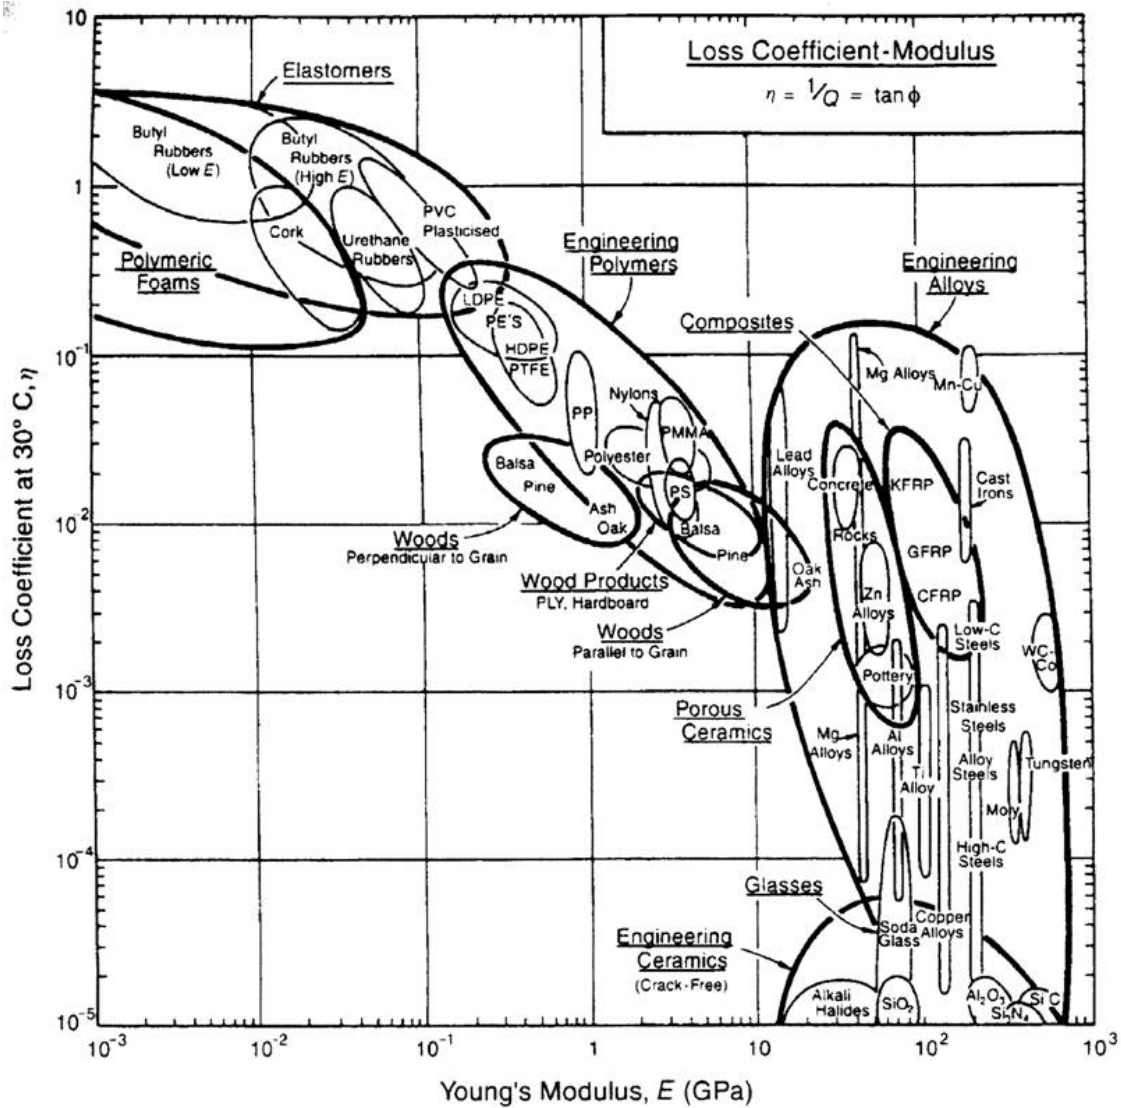 Loss Coefficient-Modulus
η = 1/Q = tan ϕ
10
1
10⁻¹
10⁻²
10⁻³
10⁻⁴
10⁻⁵
Loss Coefficient at 30° C, η
Elastomers
Butyl
Rubbers
(Low E)
Butyl
Rubbers
(High E)
Cork
PVC
Plasticised
Urethane
Rubbers
Polymeric
Foams
Engineering
Polymers
Engineering
Alloys
Composites
LDPE
PE'S
HDPE
PTFE
PP
Nylons
PMMA
Polyester
PS
Mg Alloys
Mn-Cu
Lead
Alloys
Concrete
KFRP
Cast
Irons
Balsa
Pine
Ash
Oak
Woods
Perpendicular to Grain
Balsa
Pine
Oak
Ash
Rocks
GFRP
CFRP
Zn
Alloys
Wood Products
PLY, Hardboard
Woods
Parallel to Grain
Low-C
Steels
WC-
Co
Pottery
Porous
Ceramics
Mg
Alloys
Al
Alloys
Ti
Alloy
Stainless
Steels
Alloy
Steels
Tungsten
Moly
High-C
Steels
Glasses
Soda
Glass
Copper
Alloys
Engineering
Ceramics
(Crack-Free)
Alkali
Halides
SiO₂
Al₂O₃
SiC
Si₃N₄
10⁻³
10⁻²
10⁻¹
1
10
10²
10³
Young's Modulus, E (GPa)